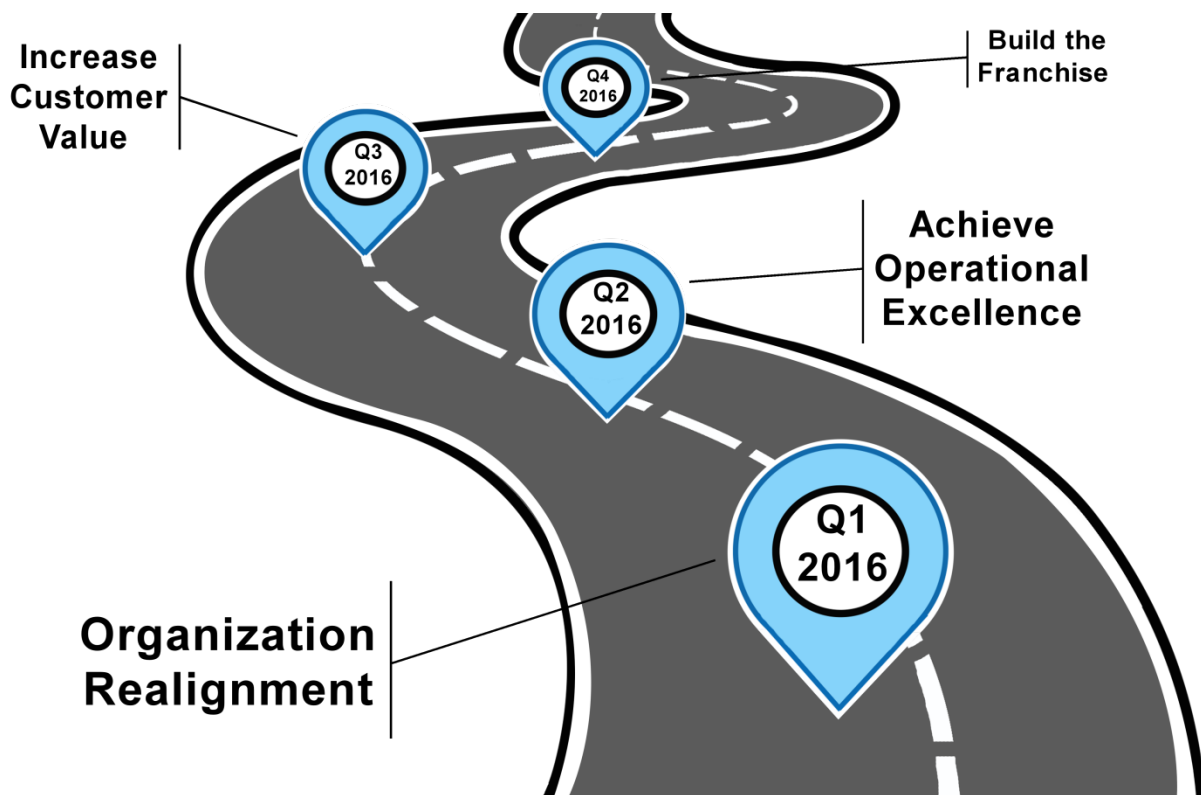 Increase
Customer
Value
Q3
2016
Q4
2016
Build the
Franchise
Q2
2016
Achieve
Operational
Excellence
Organization
Realignment
Q1
2016